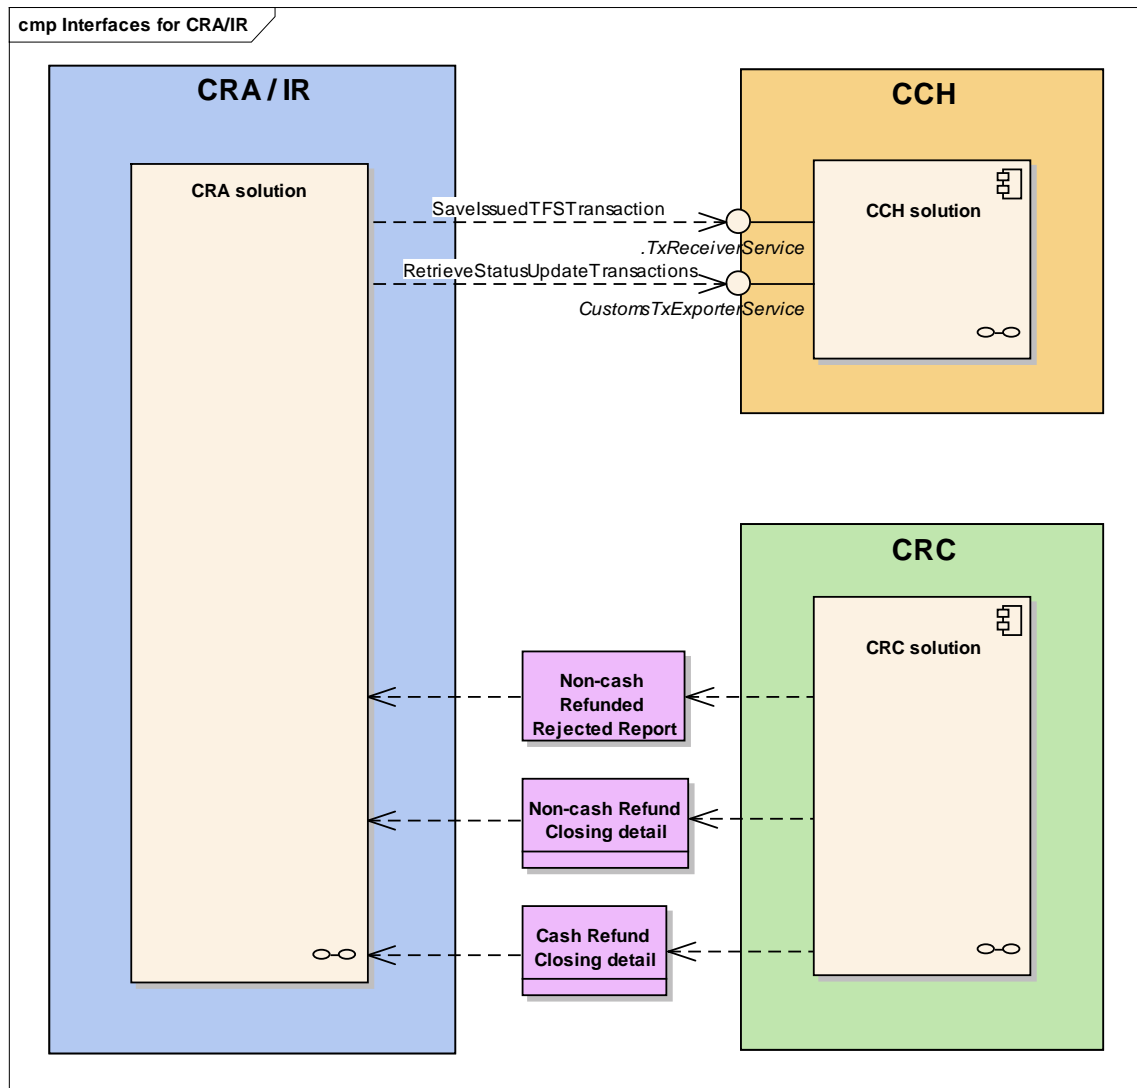 cmp Interfaces for CRA/IR
CRA / IR
CCH
CRA solution
CCH solution
SaveIssuedTFSTransaction
.TxReceiverService
RetrieveStatusUpdateTransactions
CustomsTxExporterService
CRC
CRC solution
Non-cash
Refunded
Rejected Report
Non-cash Refund
Closing detail
Cash Refund
Closing detail